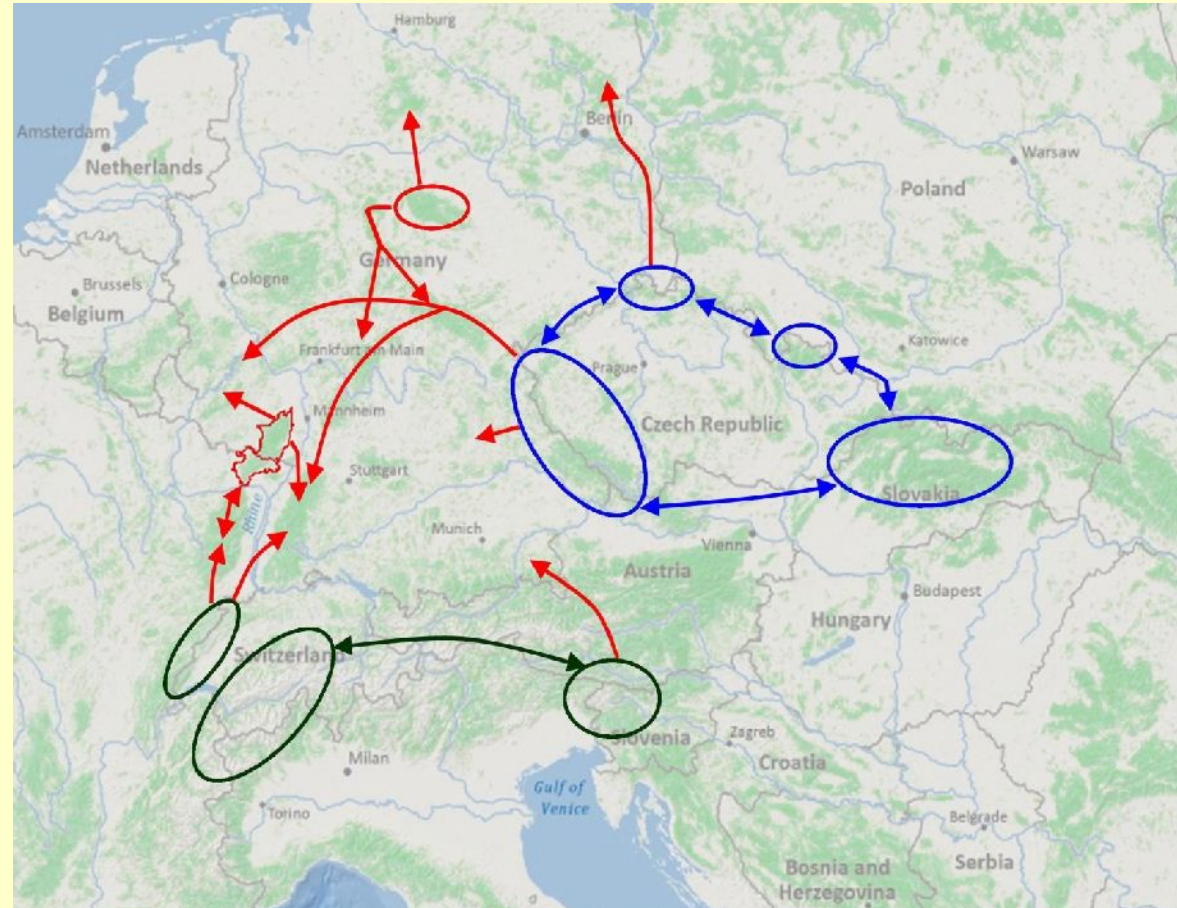 Hamburg
Amsterdam
Berlin
Netherlands
Warsaw
Poland
Germany
Brussels
Cologne
Belgium
Frankfurt am Main
Prague
Katowice
Mannheim
Czech Republic
Stuttgart
Slovakia
Rhine
Munich
Vienna
Austria
Budapest
Hungary
Switzerland
Slovenia
Zagreb
Milan
Croatia
Gulf of
Venice
Torino
Belgrade
Serbia
Bosnia and
Herzegovina